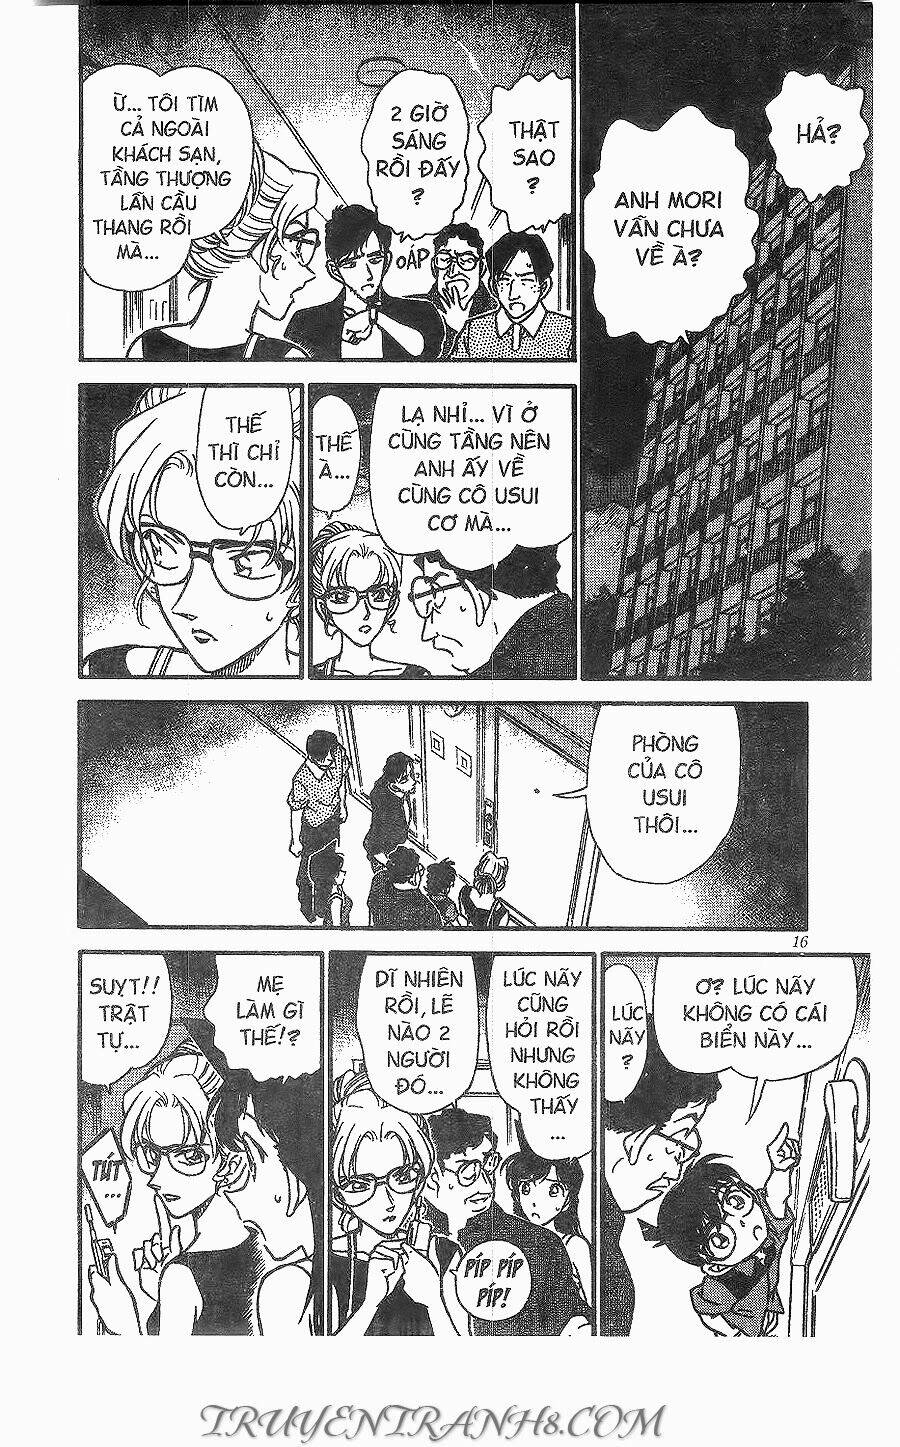 HẢ?
ANH MORI
VẪN CHƯA
VỀ À?
THẬT
SAO
?
2 GIỜ
SÁNG
RỒI ĐẤY
?
OÁP
Ừ... TÔI TÌM
CẢ NGOÀI
KHÁCH SẠN,
TẦNG THƯỢNG
LẪN CẦU
THANG RỒI
MÀ...
LẠ NHỈ... VÌ Ở
CÙNG TẦNG NÊN
ANH ẤY VỀ
CÙNG CÔ USUI
CƠ MÀ...
THẾ
À...
THẾ
THÌ CHỈ
CÒN...
PHÒNG
CỦA CÔ
USUI
THÔI...
16
Ơ? LÚC NÃY
KHÔNG CÓ CÁI
BIỂN NÀY...
LÚC
NÃY
?
LÚC NÃY
CŨNG
HỎI RỒI
NHƯNG
KHÔNG
THẤY
...
DĨ NHIÊN
RỒI, LẼ
NÀO 2
NGƯỜI
ĐÓ...
PÍP PÍP
PÍP!
MẸ
LÀM GÌ
THẾ!?
SUỴT!!
TRẬT
TỰ...
TÚT
...
TRUYENTRANH8.COM